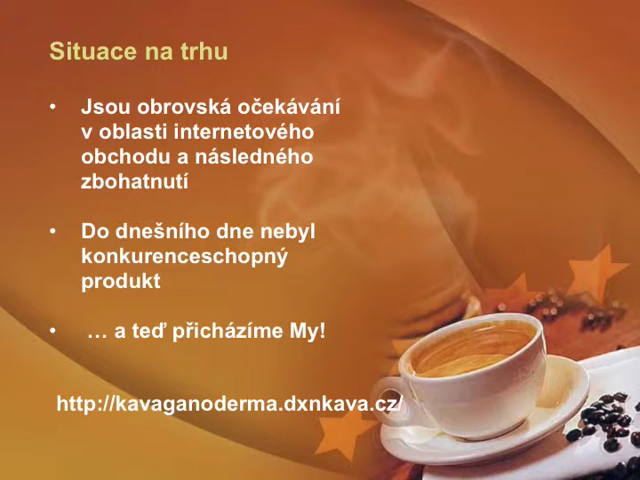 Situace na trhu
• Jsou obrovská očekávání
v oblasti internetového
obchodu a následného
zbohatnutí
• Do dnešního dne nebyl
konkurenceschopný
produkt
• … a teď přicházíme My!
http://kavaganoderma.dxnkava.cz/